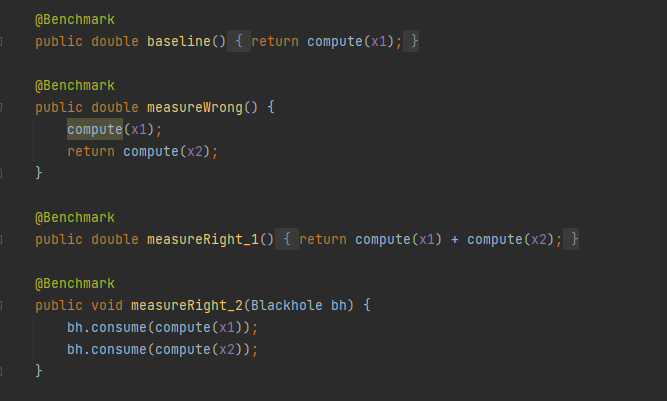 @Benchmark
public double baseline() { return compute(x1); }
@Benchmark
public double measureWrong() {
compute(x1);
return compute(x2);
}
@Benchmark
public double measureRight_1() { return compute(x1) + compute(x2); }
@Benchmark
public void measureRight_2(Blackhole bh) {
bh.consume(compute(x1));
bh.consume(compute(x2));
}